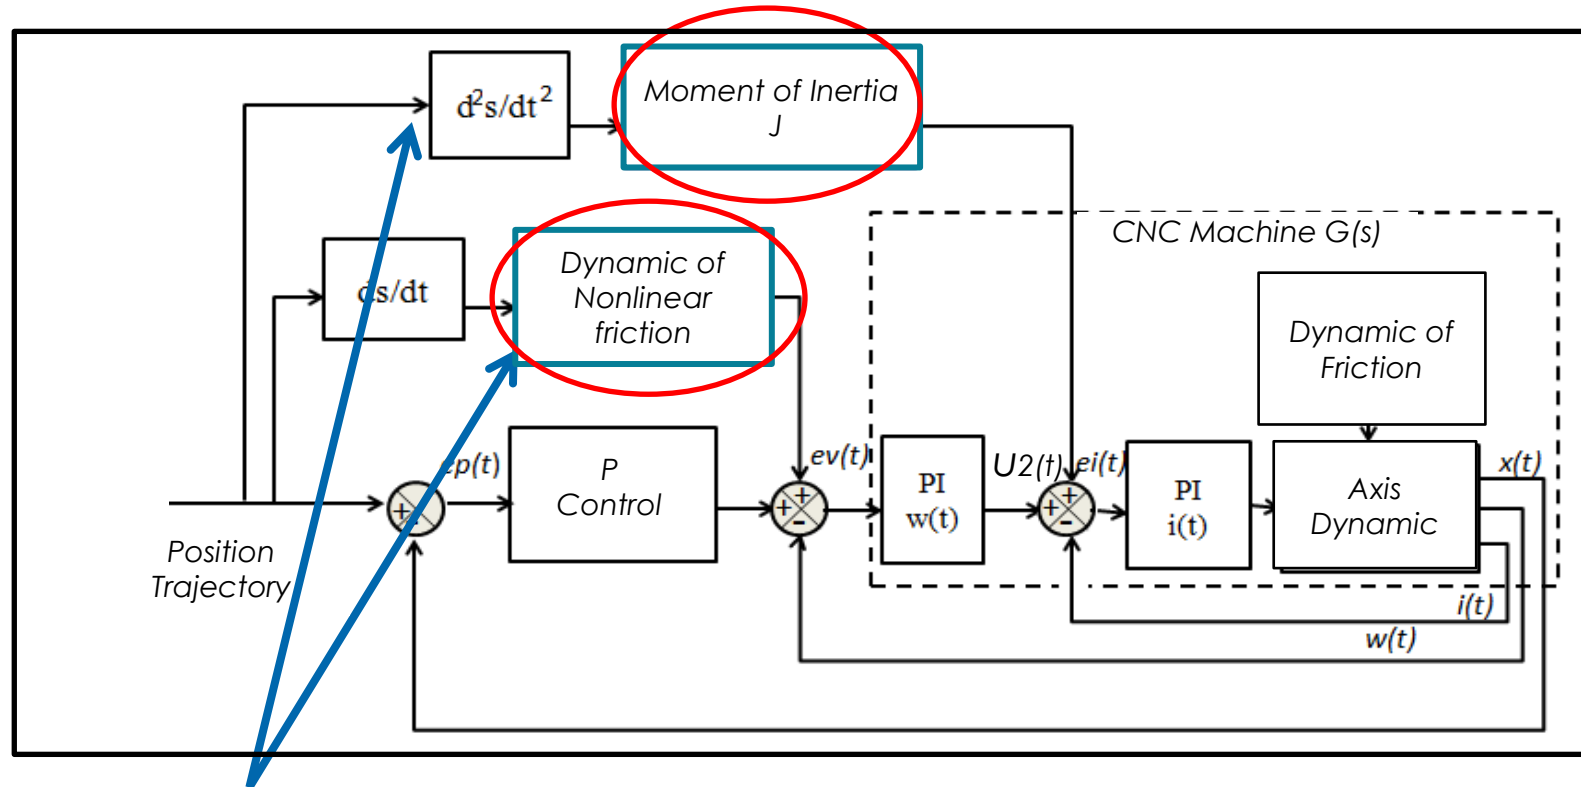 d²s/dt²
Moment of Inertia
J
CNC Machine G(s)
ds/dt
Dynamic of
Nonlinear
friction
Dynamic of
Friction
ep(t)
P
Control
ev(t)
PI
w(t)
U2(t)
ei(t)
PI
i(t)
Axis
Dynamic
x(t)
+
-
+
+
-
+
+
-
Position
Trajectory
i(t)
w(t)